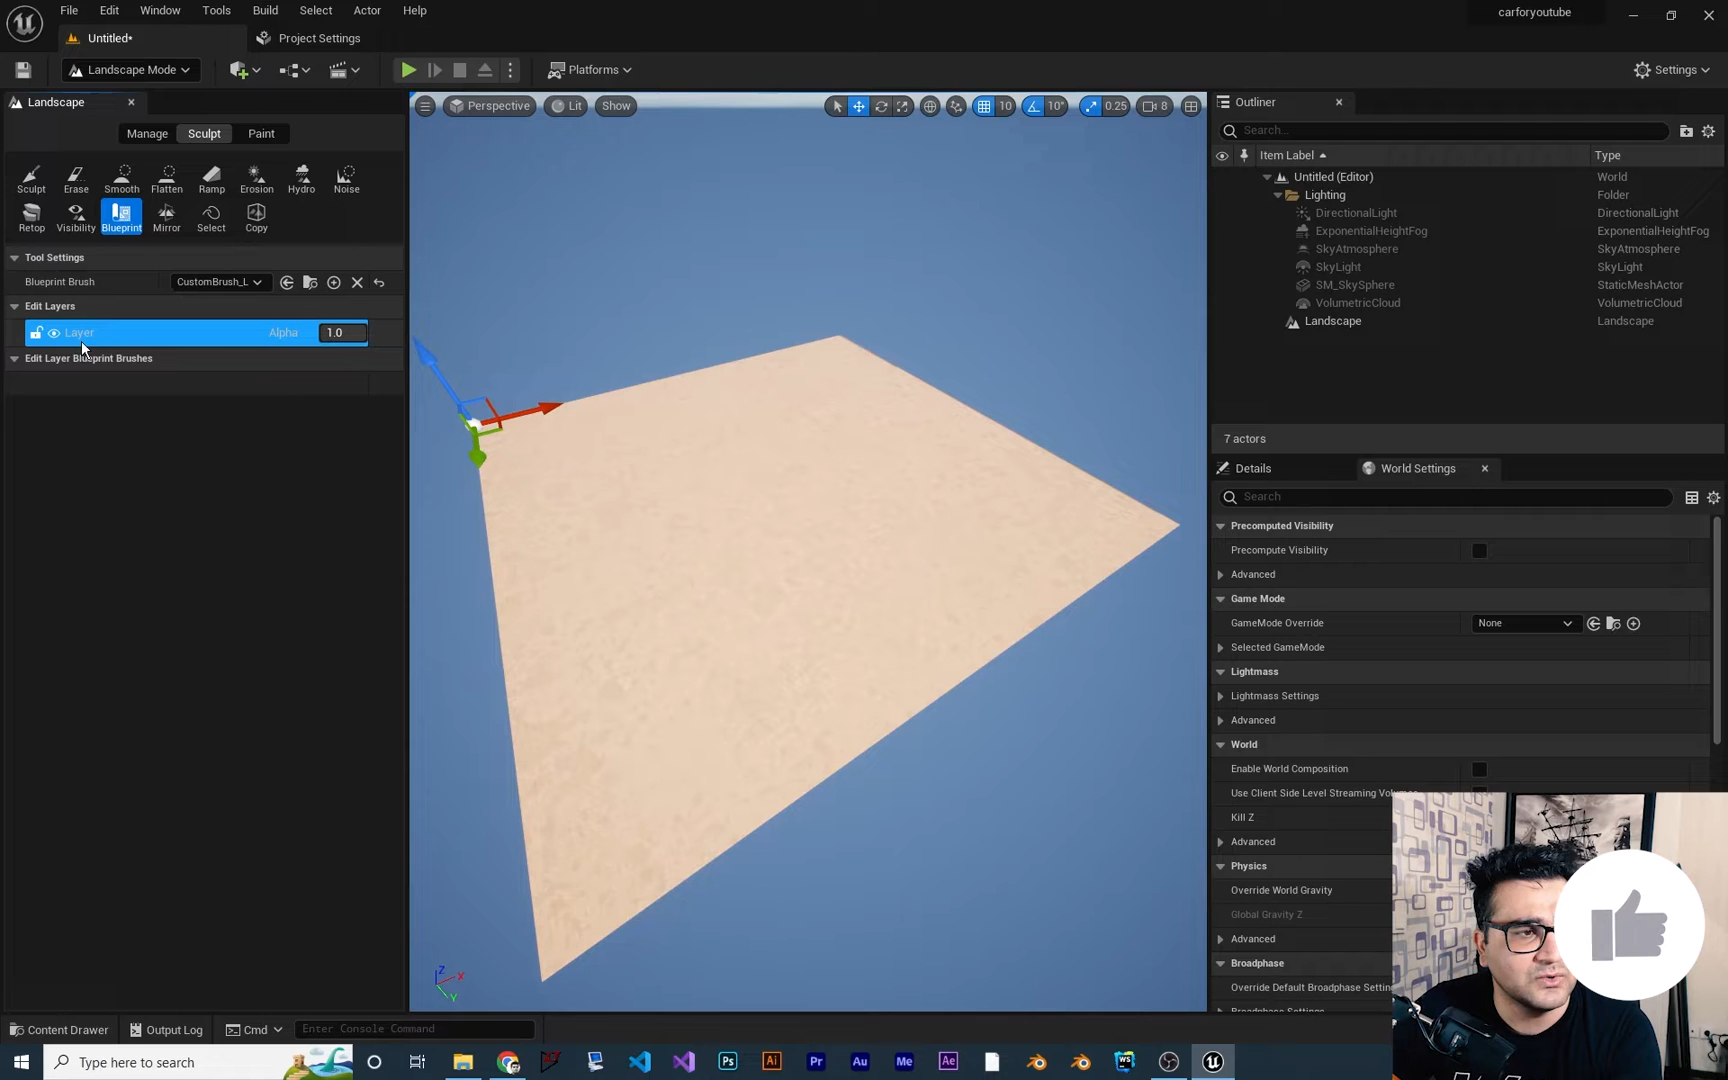 File Edit Window Tools Build Select Actor Help
carforyoutube
Untitled*
Project Settings
Landscape Mode
Platforms
Settings
Landscape
Manage Sculpt Paint
Sculpt Erase Smooth Flatten Ramp Erosion Hydro Noise
Retop Visibility Blueprint Mirror Select Copy
Tool Settings
Blueprint Brush CustomBrush_L
Edit Layers
Layer Alpha 1.0
Edit Layer Blueprint Brushes
Perspective Lit Show
10 10° 0.25 8
Z
X
Y
Outliner
Search...
Item Label Type
Untitled (Editor) World
Lighting Folder
DirectionalLight DirectionalLight
ExponentialHeightFog ExponentialHeightFog
SkyAtmosphere SkyAtmosphere
SkyLight SkyLight
SM_SkySphere StaticMeshActor
VolumetricCloud VolumetricCloud
Landscape Landscape
7 actors
Details World Settings
Search
Precomputed Visibility
Precompute Visibility
Advanced
Game Mode
GameMode Override None
Selected GameMode
Lightmass
Lightmass Settings
Advanced
World
Enable World Composition
Use Client Side Level Streaming
Kill Z
Advanced
Physics
Override World Gravity
Global Gravity Z
Advanced
Broadphase
Override Default Broadphase
Content Drawer Output Log Cmd Enter Console Command
Type here to search
Ps Ai Pr Au Me Ae WS